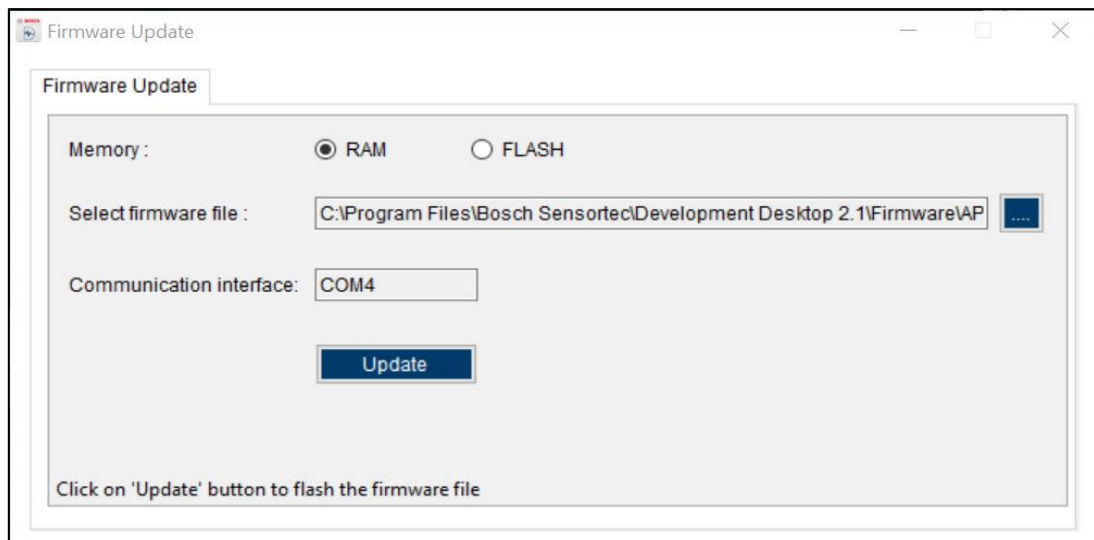 Firmware Update
Firmware Update
Memory : RAM FLASH
Select firmware file : C:\Program Files\Bosch Sensortec\Development Desktop 2.1\Firmware\AP ....
Communication interface: COM4
Update
Click on 'Update' button to flash the firmware file